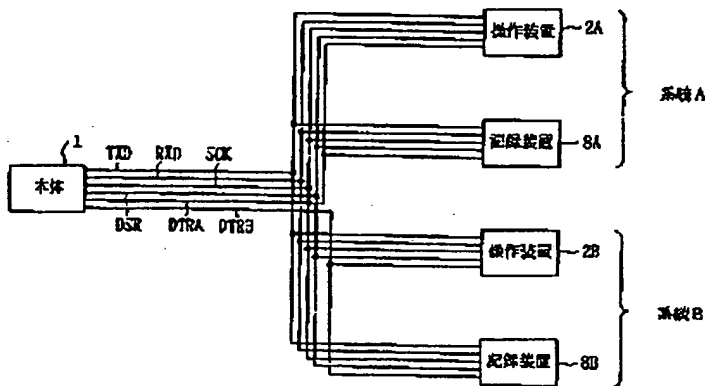 操作装置 2A
系統A
1
TXD RXD SCK
記録装置 8A
本体
DSR DTRA DTRB
操作装置 2B
系統B
記録装置 8B